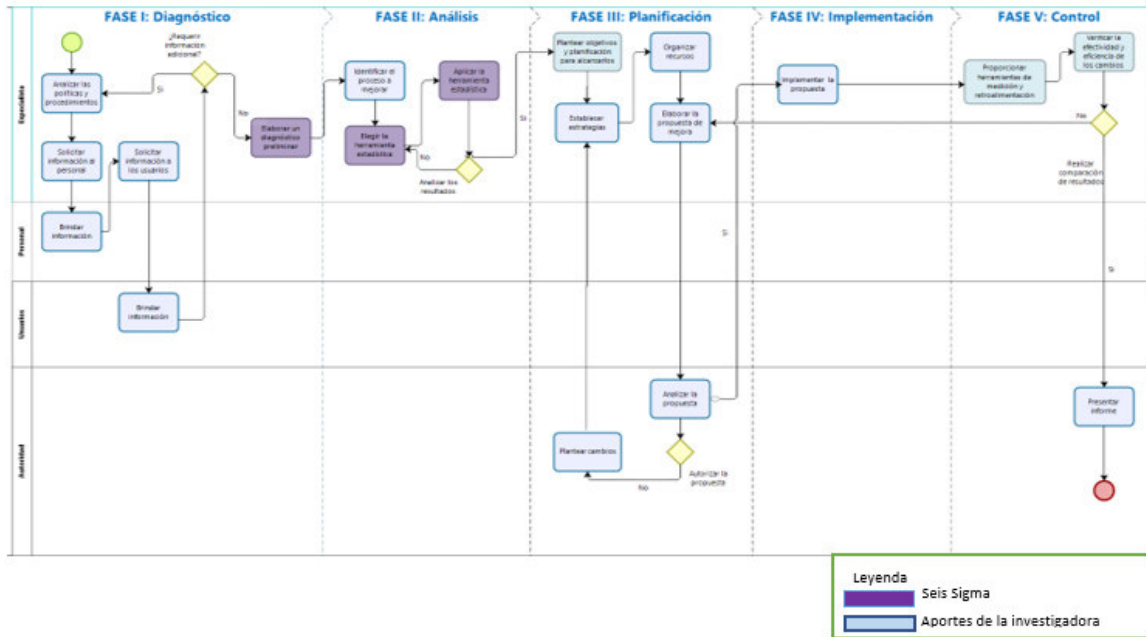 FASE I: Diagnóstico
FASE II: Análisis
FASE III: Planificación
FASE IV: Implementación
FASE V: Control
Especialista
Personal
Usuarios
Autoridad
¿Requerir
información
adicional?
Analizar las
políticas y
procedimientos
Si
No
Elaborar un
diagnóstico
preliminar
Solicitar
información al
personal
Solicitar
información a
los usuarios
Brindar
información
Brindar
información
Identificar el
proceso a
mejorar
Aplicar la
herramienta
estadística
Elegir la
herramienta
estadística
No
Analizar los
resultados
Si
Plantear objetivos
y planificación
para alcanzarlos
Organizar
recursos
Establecer
estrategias
Elaborar la
propuesta de
mejora
Analizar la
propuesta
Plantear cambios
Autorizar la
propuesta
No
Si
Implementar la
propuesta
Proporcionar
herramientas de
medición y
retroalimentación
Verificar la
efectividad y
eficiencia de
los cambios
No
Realizar
comparación
de resultados
Si
Presentar
informe
Leyenda
Seis Sigma
Aportes de la investigadora